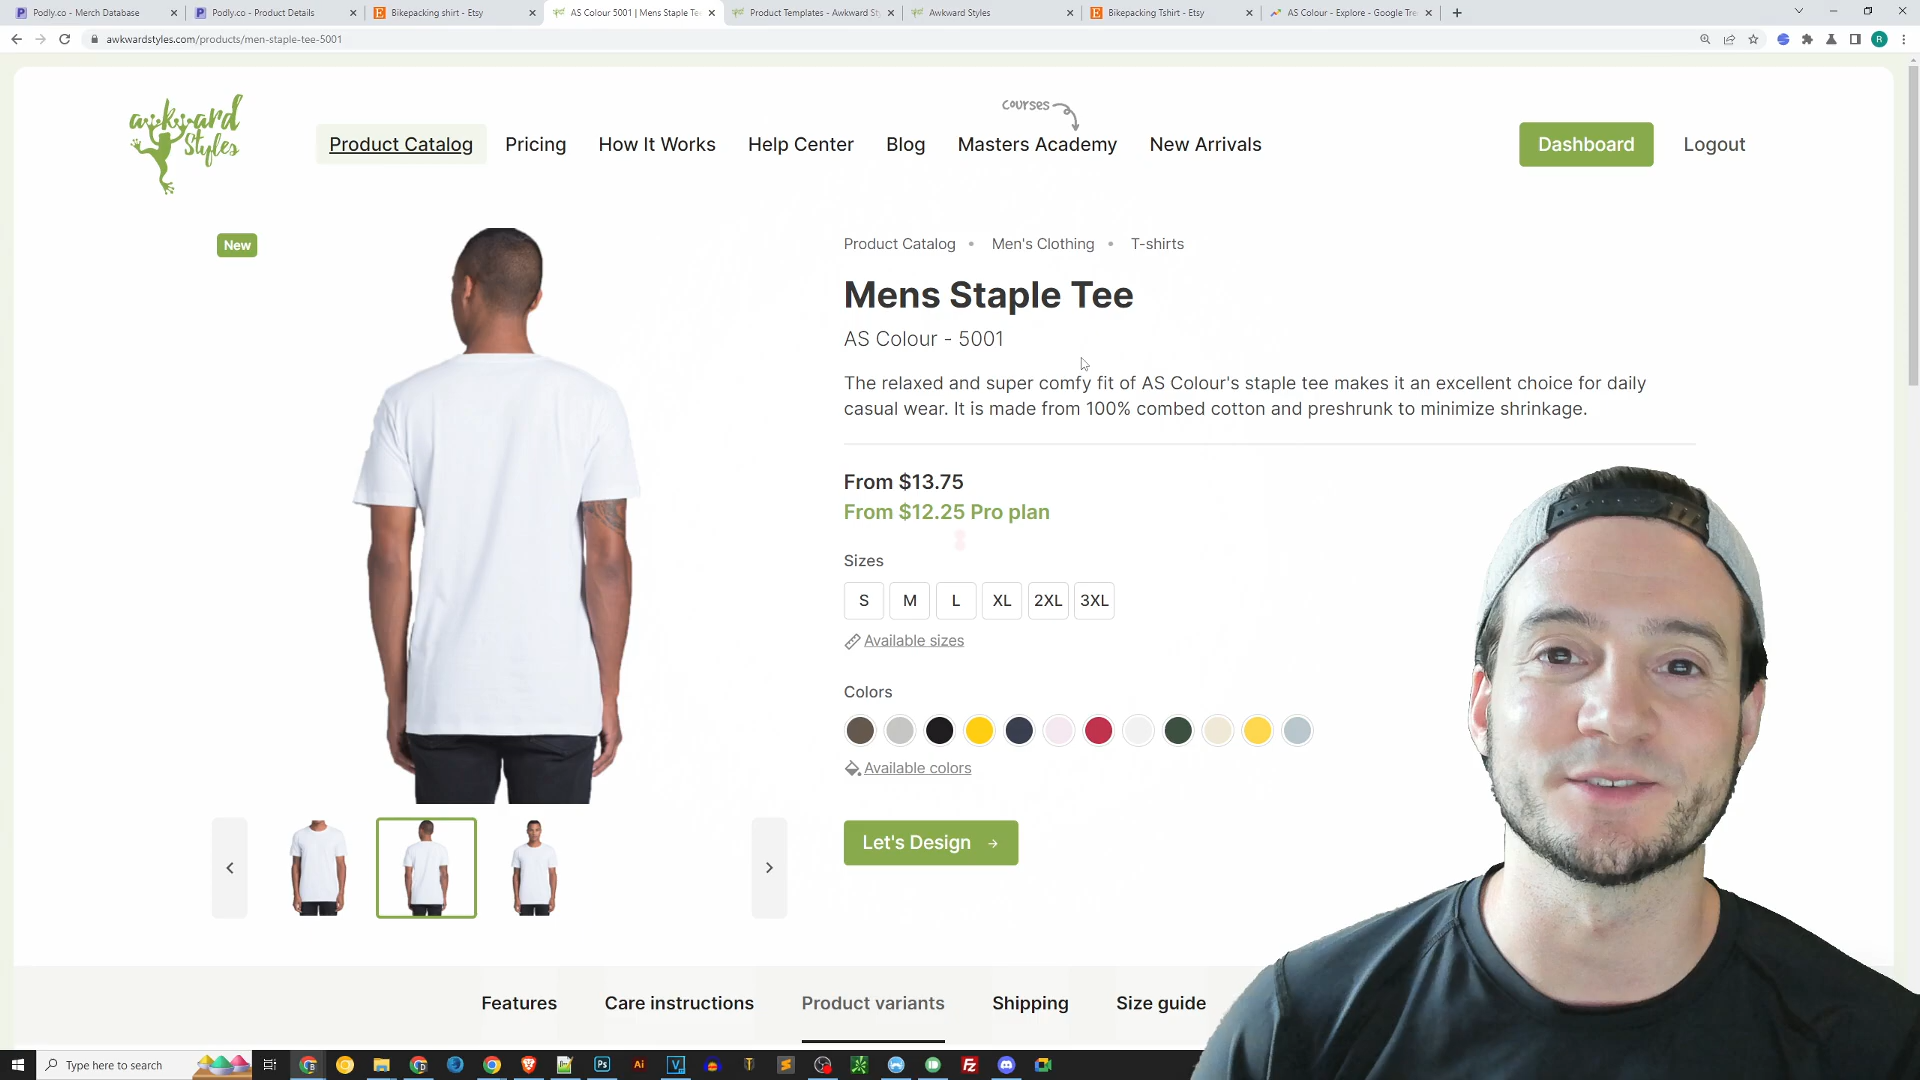 Podly.co - Merch Database
Podly.co - Product Details
Bikepacking shirt - Etsy
AS Colour 5001 | Mens Staple Te
Product Templates - Awkward St
Awkward Styles
Bikepacking Tshirt - Etsy
AS Colour - Explore - Google Tre
awkwardstyles.com/products/men-staple-tee-5001
R
awkward
Styles
courses
Product Catalog
Pricing
How It Works
Help Center
Blog
Masters Academy
New Arrivals
Dashboard
Logout
New
Product Catalog • Men's Clothing • T-shirts
Mens Staple Tee
AS Colour - 5001
The relaxed and super comfy fit of AS Colour's staple tee makes it an excellent choice for daily
casual wear. It is made from 100% combed cotton and preshrunk to minimize shrinkage.
From $13.75
From $12.25 Pro plan
Sizes
S M L XL 2XL 3XL
Available sizes
Colors
Available colors
Let's Design →
Features
Care instructions
Product variants
Shipping
Size guide
Type here to search
Ps
Ai